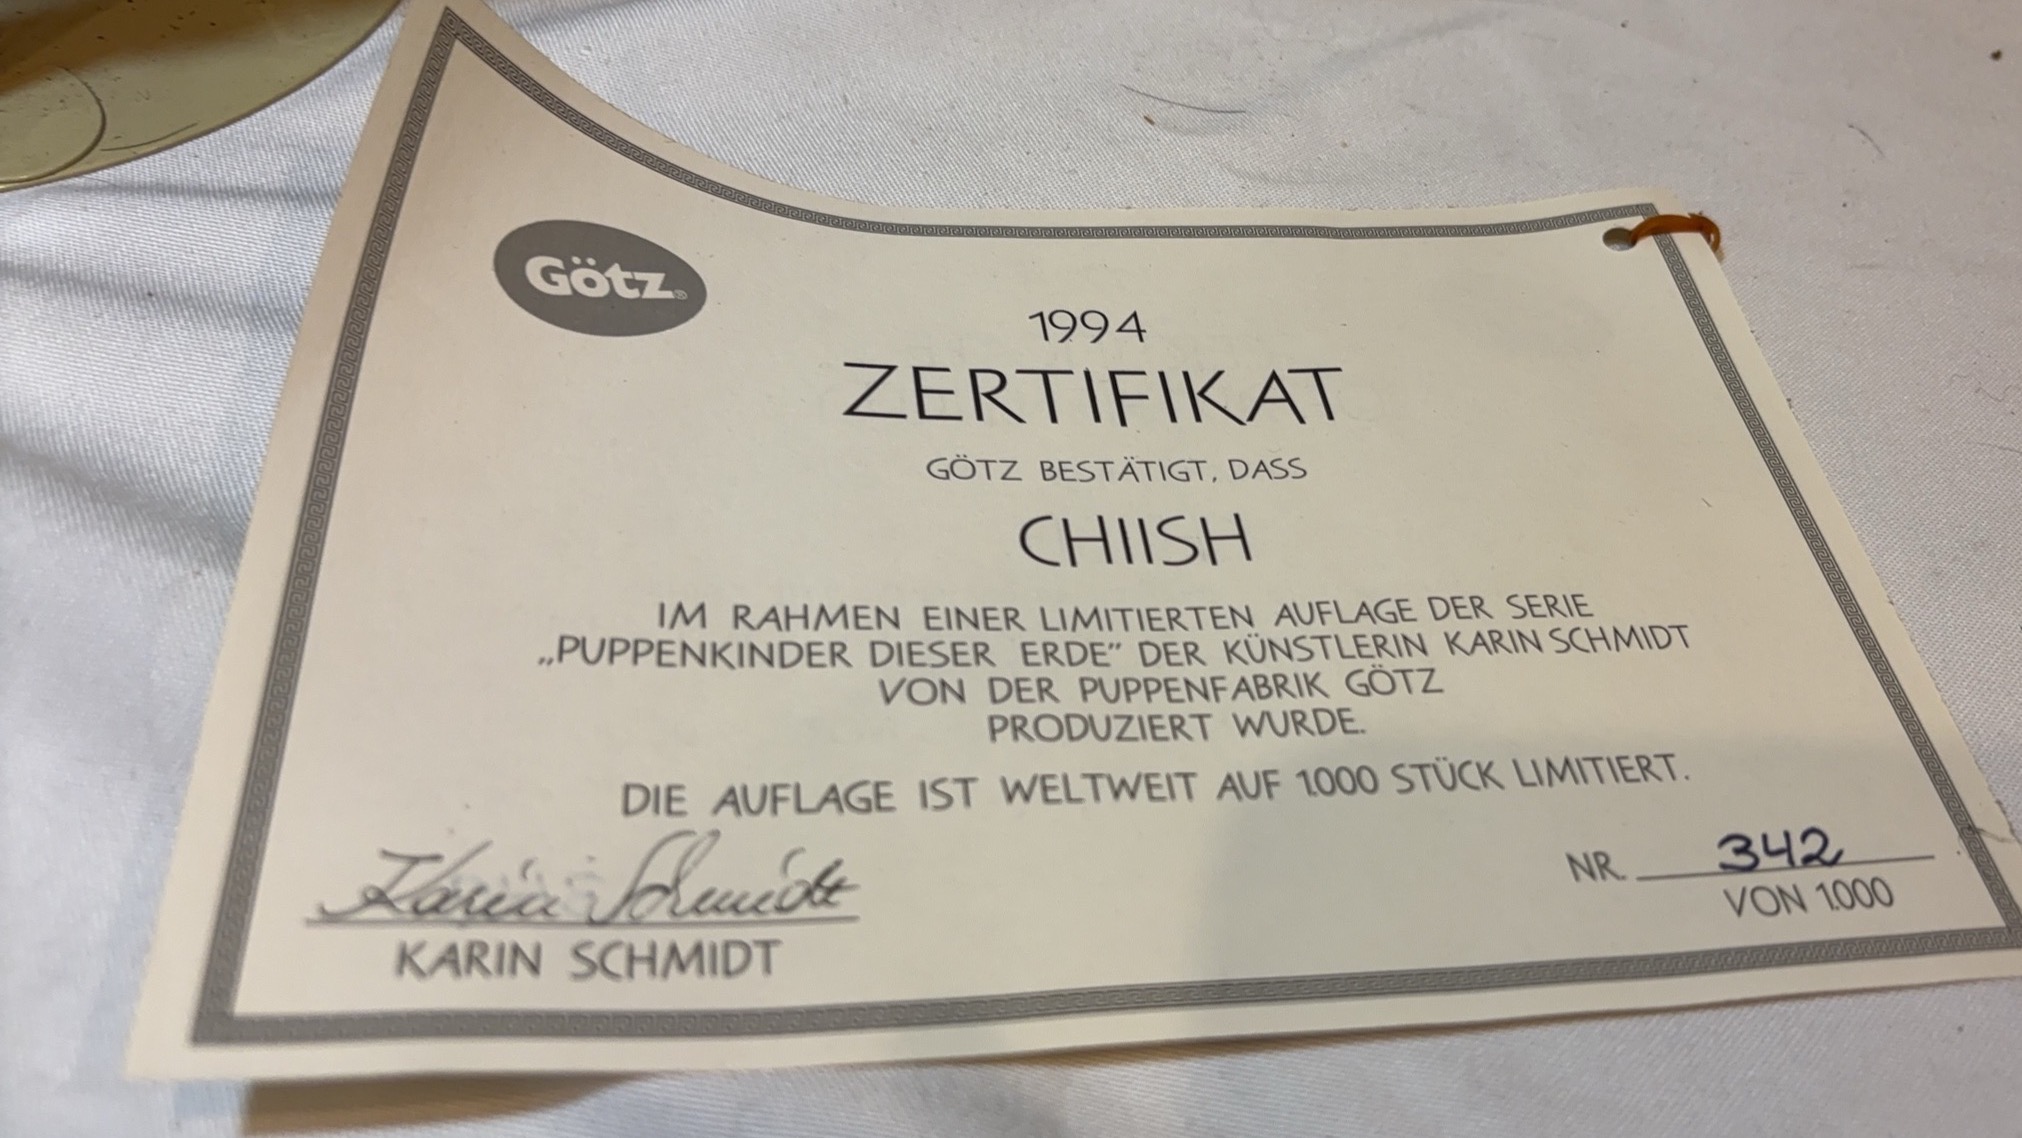 Götz®
1994
ZERTIFIKAT
GÖTZ BESTÄTIGT, DASS
CHIISH
IM RAHMEN EINER LIMITIERTEN AUFLAGE DER SERIE
„PUPPENKINDER DIESER ERDE" DER KÜNSTLERIN KARIN SCHMIDT
VON DER PUPPENFABRIK GÖTZ
PRODUZIERT WURDE.
DIE AUFLAGE IST WELTWEIT AUF 1.000 STÜCK LIMITIERT.
Karin Schmidt
KARIN SCHMIDT
NR. 342
VON 1.000